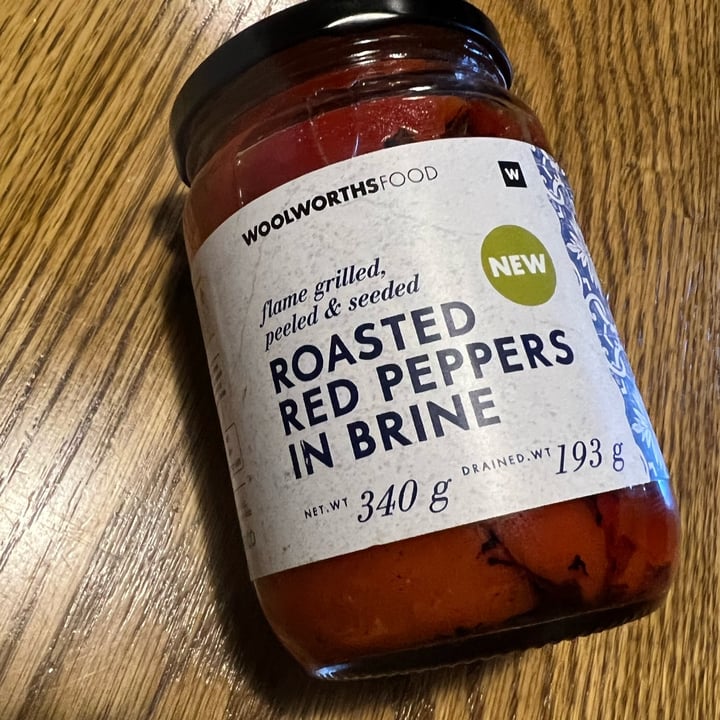 WOOLWORTHSFOOD
W
NEW
flame grilled,
peeled & seeded
ROASTED
RED PEPPERS
IN BRINE
NET.WT 340 g DRAINED.WT 193 g